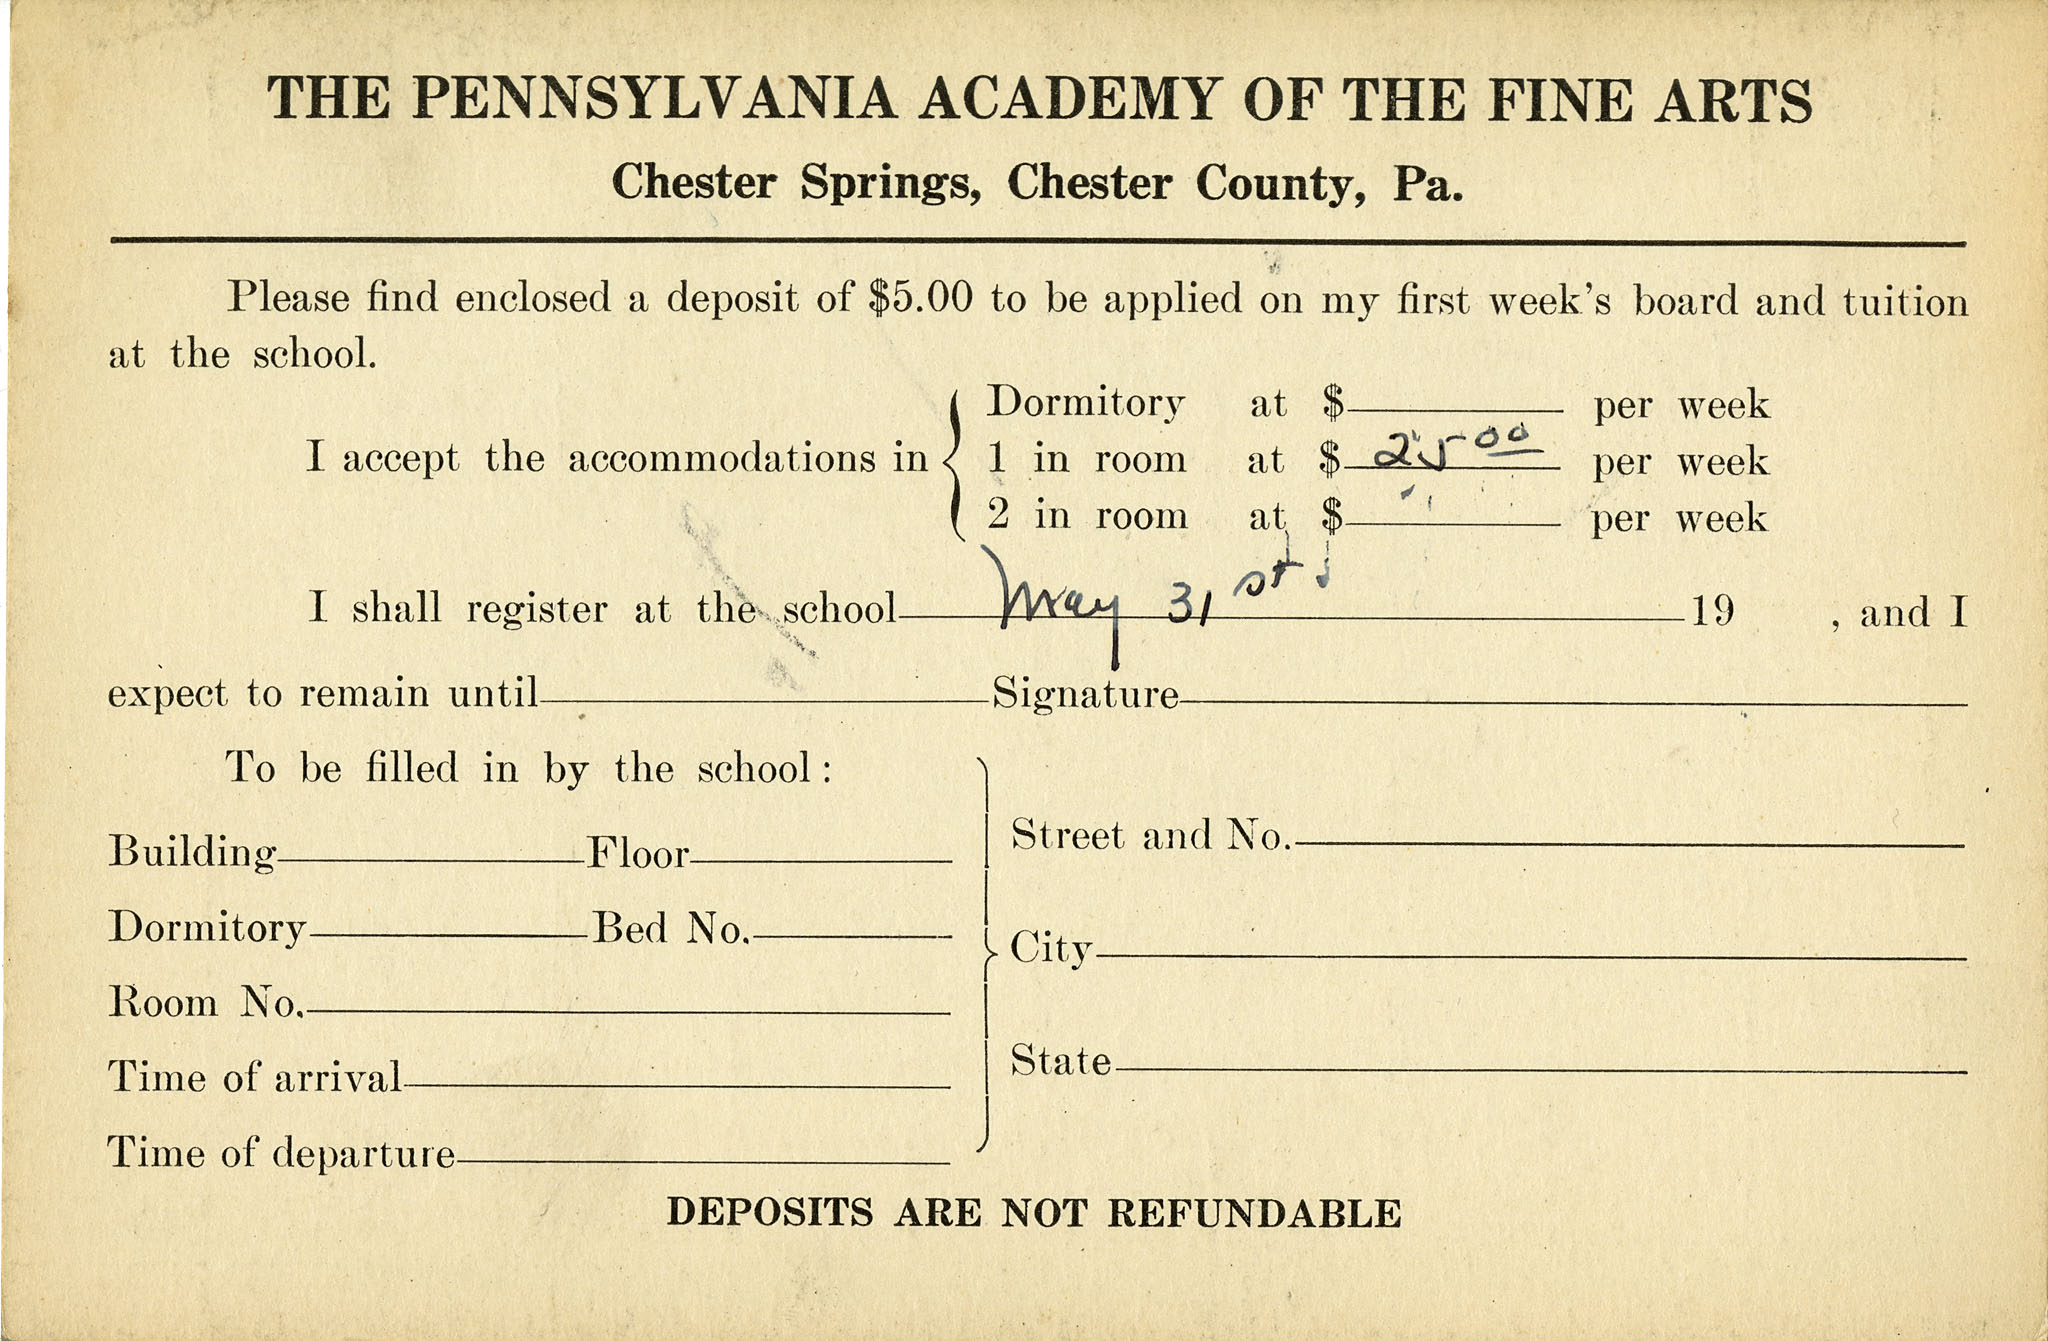 THE PENNSYLVANIA ACADEMY OF THE FINE ARTS
Chester Springs, Chester County, Pa.
Please find enclosed a deposit of $5.00 to be applied on my first week's board and tuition
at the school.
I accept the accommodations in
Dormitory at $ per week
1 in room at $ 25 00 per week
2 in room at $ per week
I shall register at the school May 31 st 19 , and I
expect to remain until Signature
To be filled in by the school:
Building Floor
Dormitory Bed No.
Room No.
Time of arrival
Time of departure
Street and No.
City
State
DEPOSITS ARE NOT REFUNDABLE